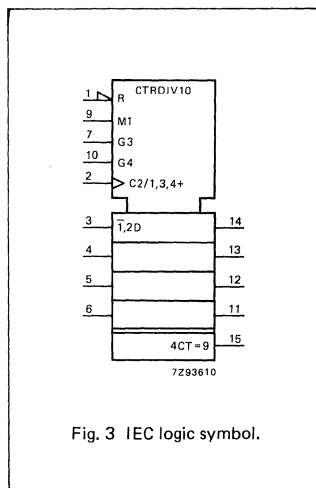 CTRDIV10
1 R
9 M1
7 G3
10 G4
2 C2/1,3,4+
3 1̅,2D 14
4 13
5 12
6 11
4CT=9 15
7Z93610
Fig. 3 IEC logic symbol.